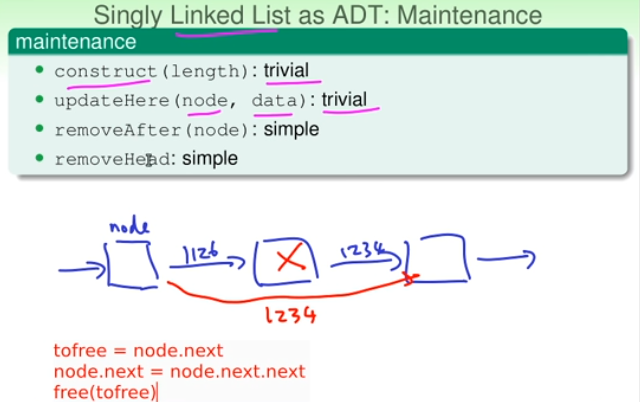 Singly Linked List as ADT: Maintenance
maintenance
• construct(length): trivial
• updateHere(node, data): trivial
• removeAfter(node): simple
• removeHead: simple
node
1126 1234
1234
tofree = node.next
node.next = node.next.next
free(tofree)